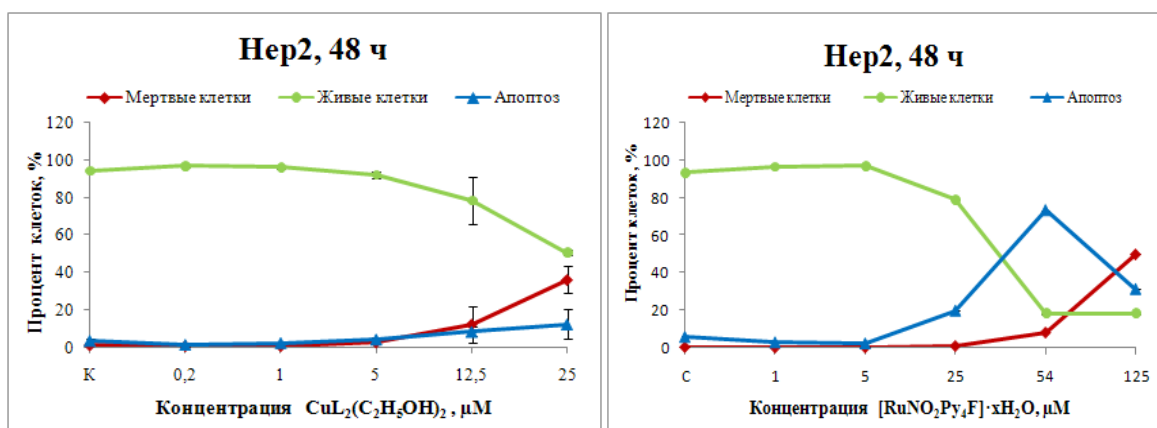 Hep2, 48 ч
Мертвые клетки Живые клетки Апоптоз
Процент клеток, %
120
100
80
60
40
20
0
К 0,2 1 5 12,5 25
Концентрация CuL₂(C₂H₅OH)₂ , μM
Hep2, 48 ч
Мертвые клетки Живые клетки Апоптоз
Процент клеток, %
120
100
80
60
40
20
0
С 1 5 25 54 125
Концентрация [RuNO₂Py₄F]·xH₂O, μM